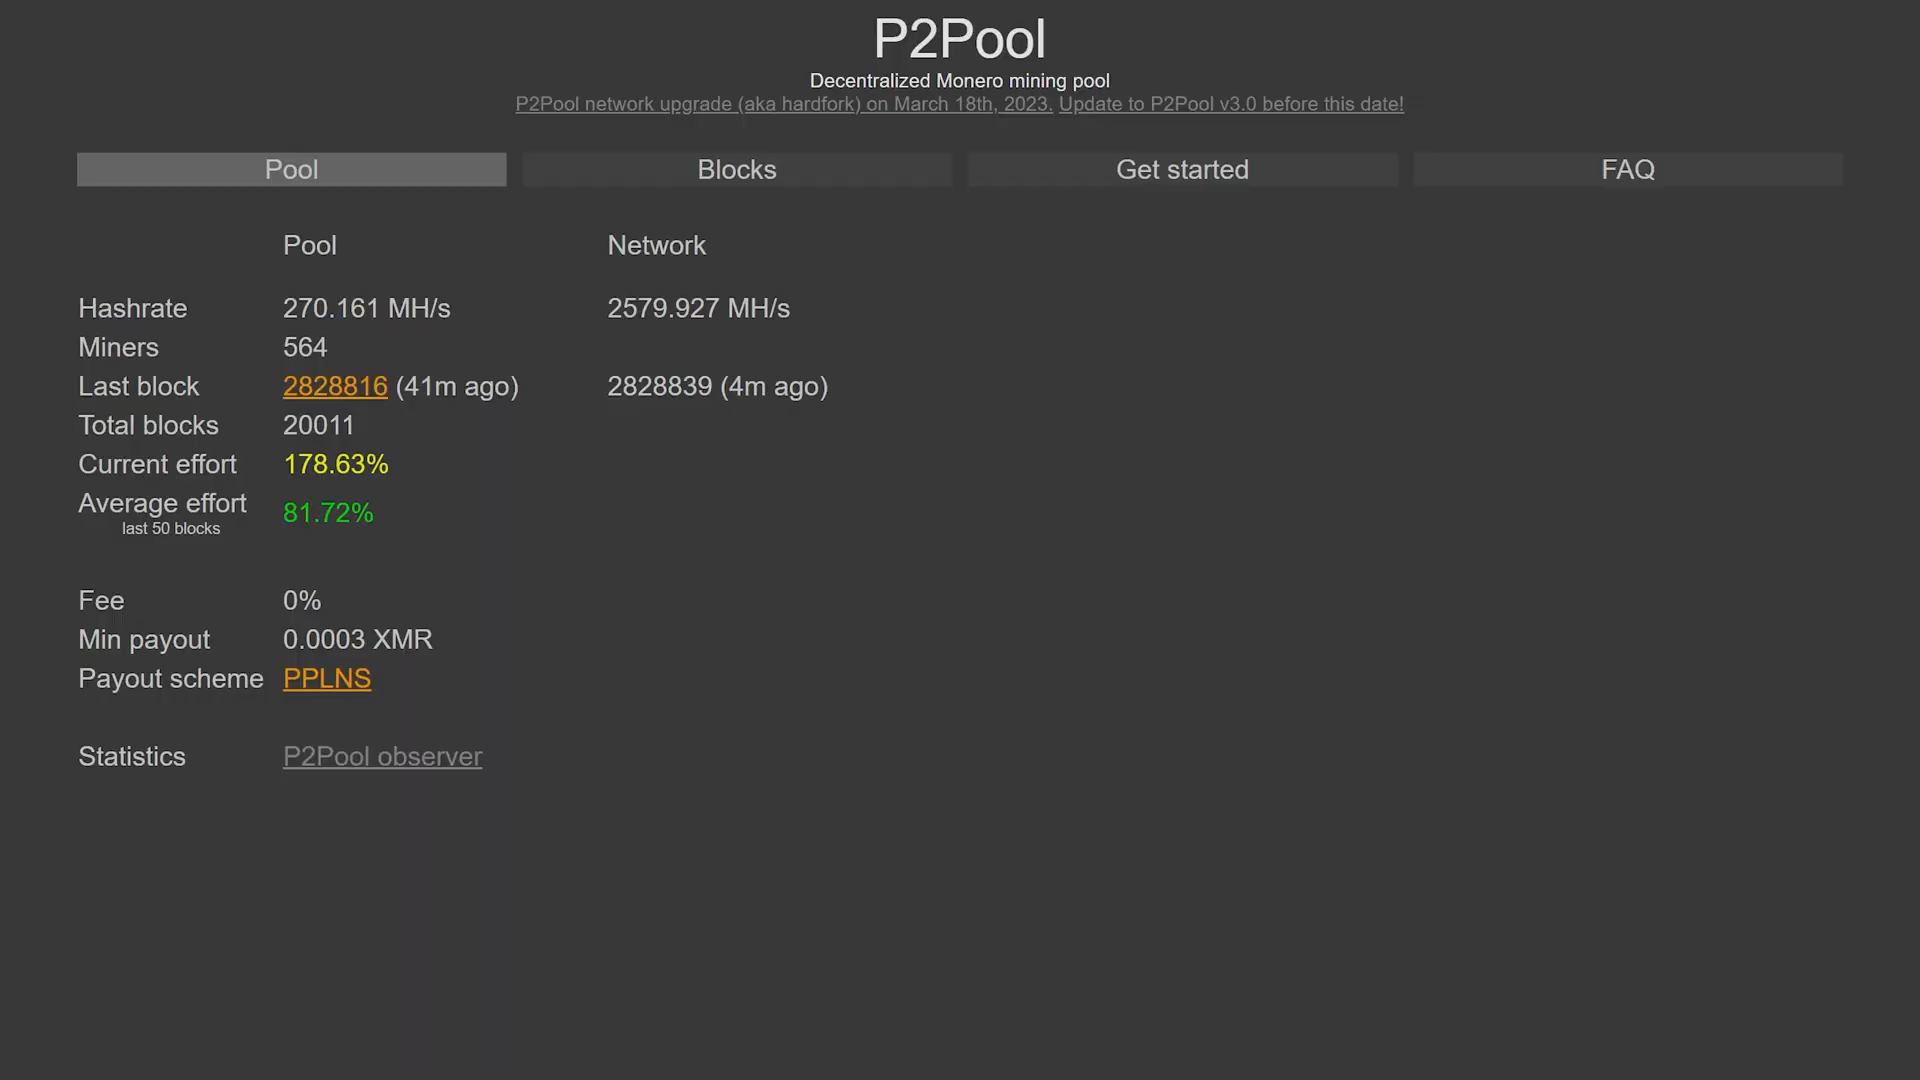 P2Pool
Decentralized Monero mining pool
P2Pool network upgrade (aka hardfork) on March 18th, 2023. Update to P2Pool v3.0 before this date!
Pool Blocks Get started FAQ
Pool Network
Hashrate 270.161 MH/s 2579.927 MH/s
Miners 564
Last block 2828816 (41m ago) 2828839 (4m ago)
Total blocks 20011
Current effort 178.63%
Average effort 81.72%
last 50 blocks
Fee 0%
Min payout 0.0003 XMR
Payout scheme PPLNS
Statistics P2Pool observer